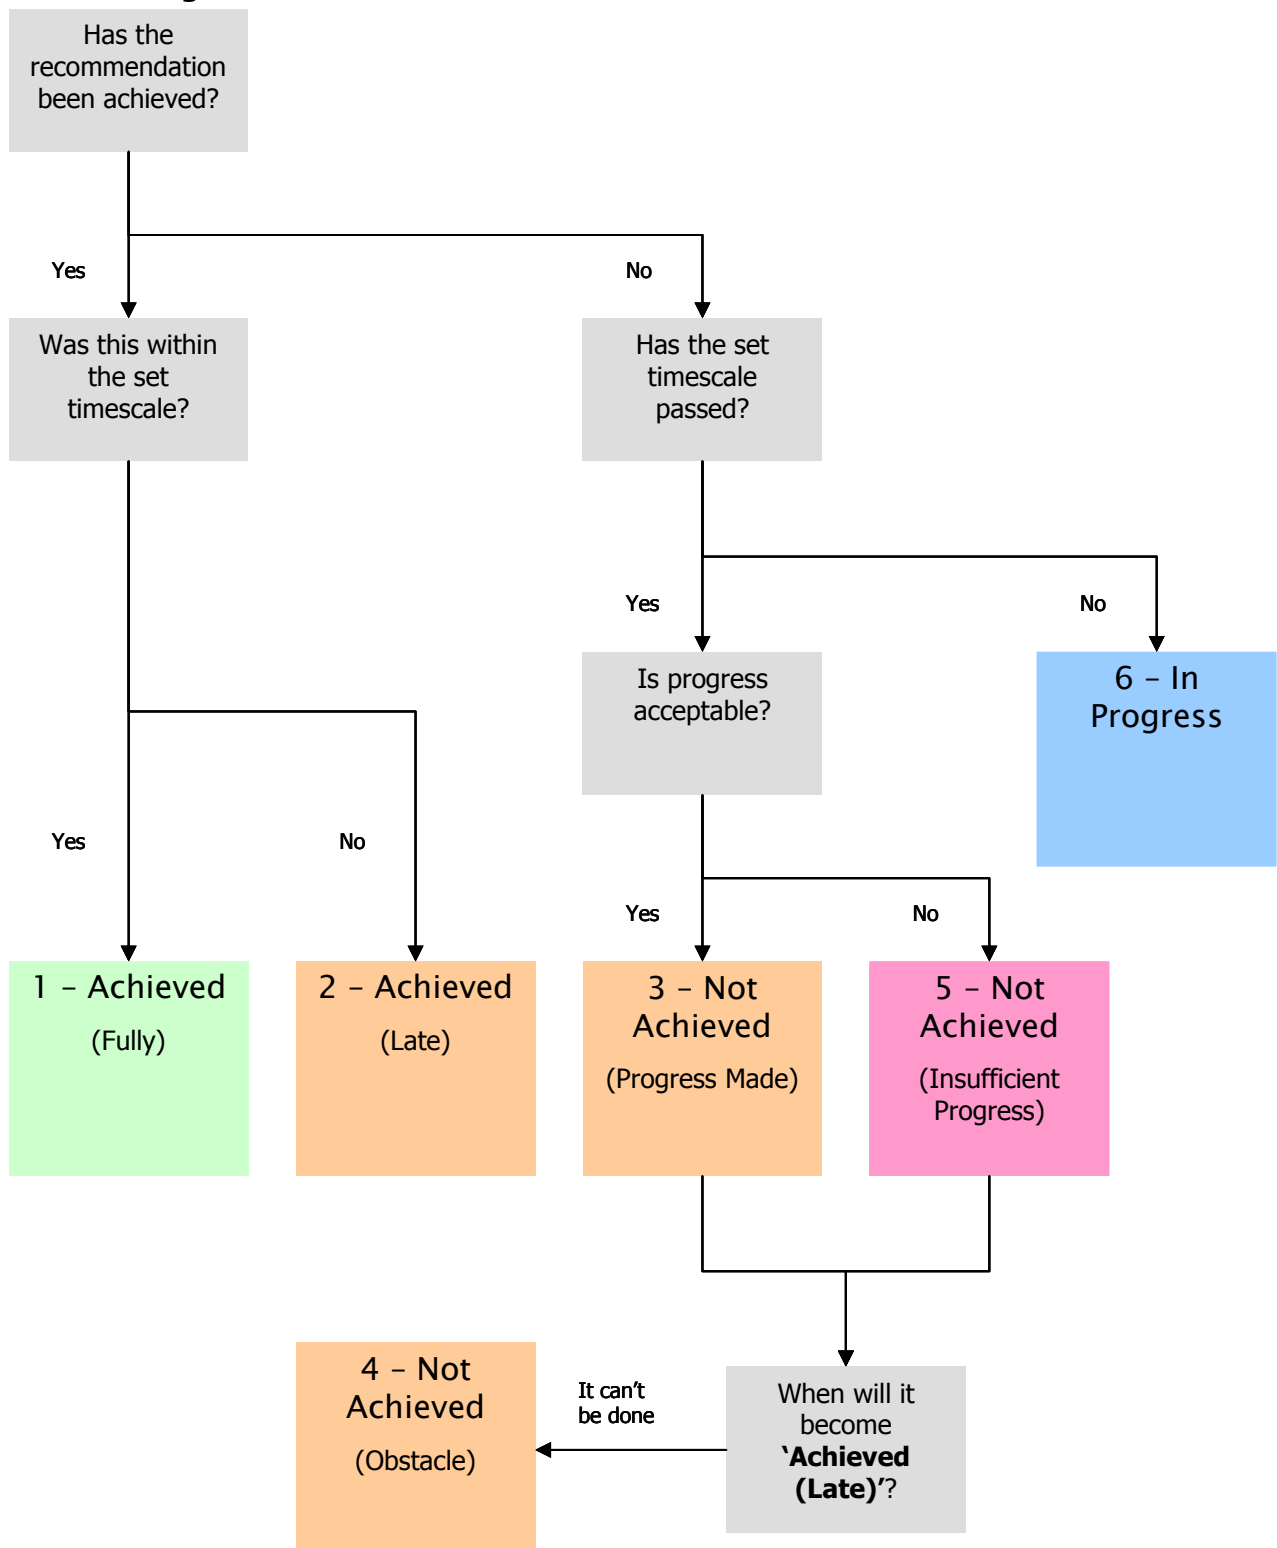 Has the
recommendation
been achieved?
Yes
No
Was this within
the set
timescale?
Has the set
timescale
passed?
Yes
No
Is progress
acceptable?
6 – In
Progress
Yes
No
Yes
No
1 – Achieved
(Fully)
2 – Achieved
(Late)
3 – Not
Achieved
(Progress Made)
5 – Not
Achieved
(Insufficient
Progress)
4 – Not
Achieved
(Obstacle)
It can't
be done
When will it
become
‘Achieved
(Late)’?